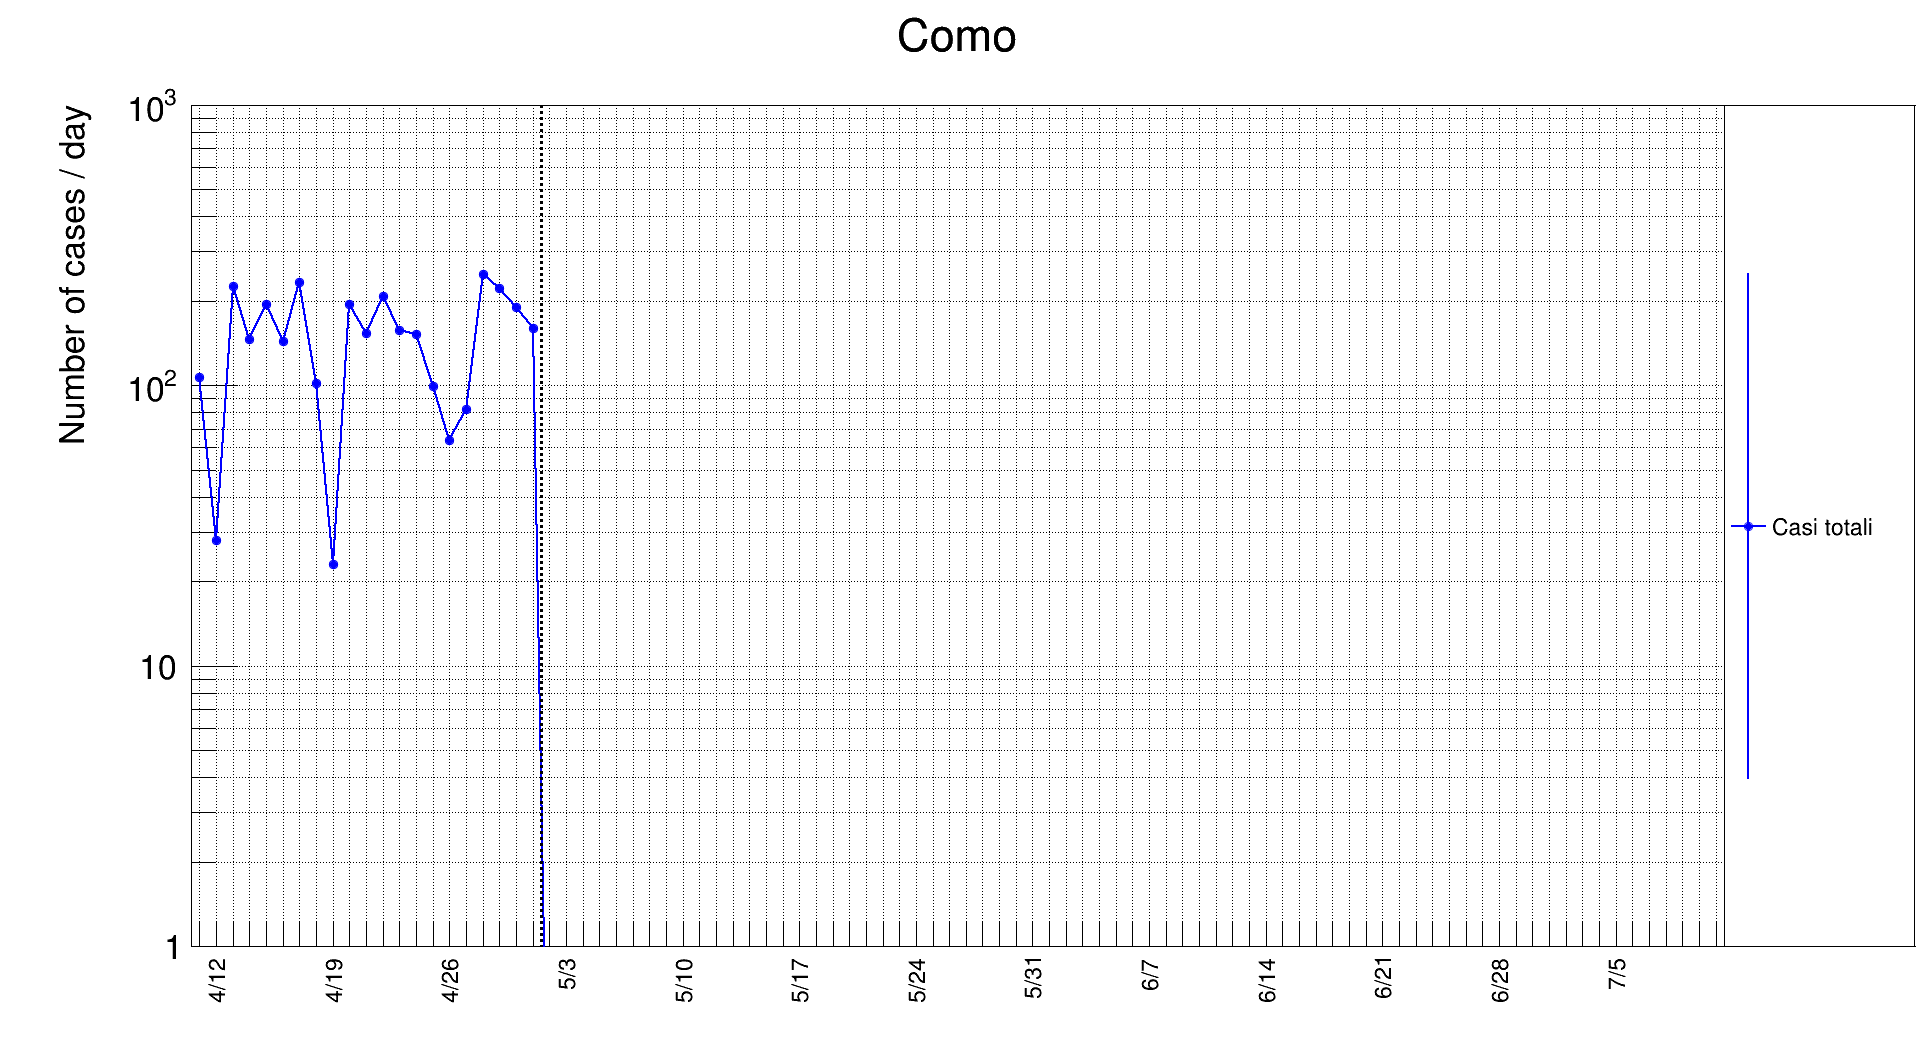 Como
Number of cases / day
10³
10²
10
1
4/12 4/19 4/26 5/3 5/10 5/17 5/24 5/31 6/7 6/14 6/21 6/28 7/5
Casi totali